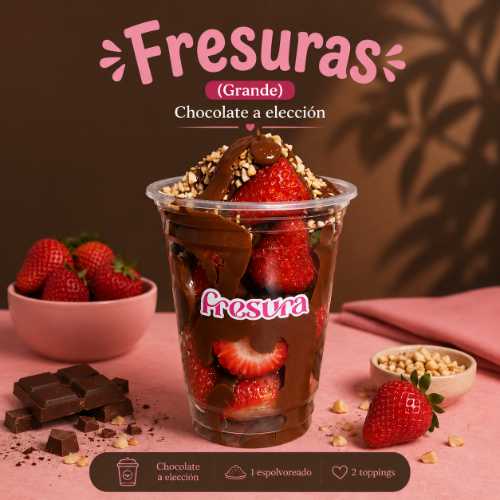 Fresuras
(Grande)
Chocolate a elección
fresura
Chocolate
a elección
1 espolvoreado
2 toppings